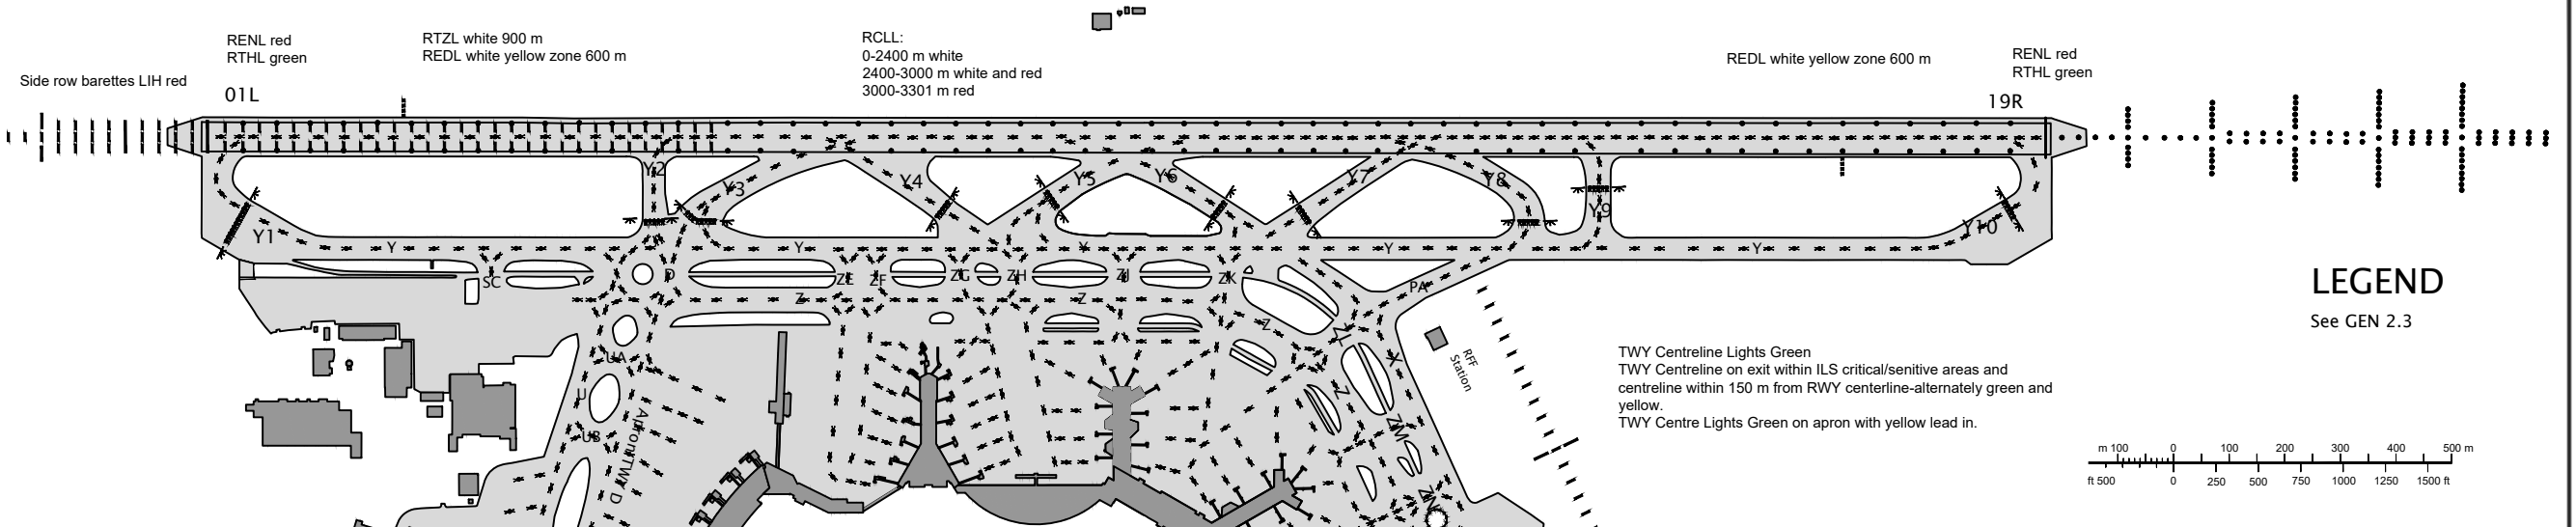 RENL red
RTHL green
RTZL white 900 m
REDL white yellow zone 600 m
RCLL:
0-2400 m white
2400-3000 m white and red
3000-3301 m red
REDL white yellow zone 600 m
RENL red
RTHL green
Side row barettes LIH red
01L
19R
Y2
Y3
Y4
Y5
Y6
Y7
Y8
Y9
Y1
Y10
Y
Y
Y
Y
Y
SC
D
ZE
ZF
ZG
ZH
ZJ
ZK
PA
Z
Z
Z
Z
X
UA
U
UB
Apron TWY D
ZM
RFF
Station
LEGEND
See GEN 2.3
TWY Centreline Lights Green
TWY Centreline on exit within ILS critical/senitive areas and
centreline within 150 m from RWY centerline-alternately green and
yellow.
TWY Centre Lights Green on apron with yellow lead in.
m 100 0 100 200 300 400 500 m
ft 500 0 250 500 750 1000 1250 1500 ft